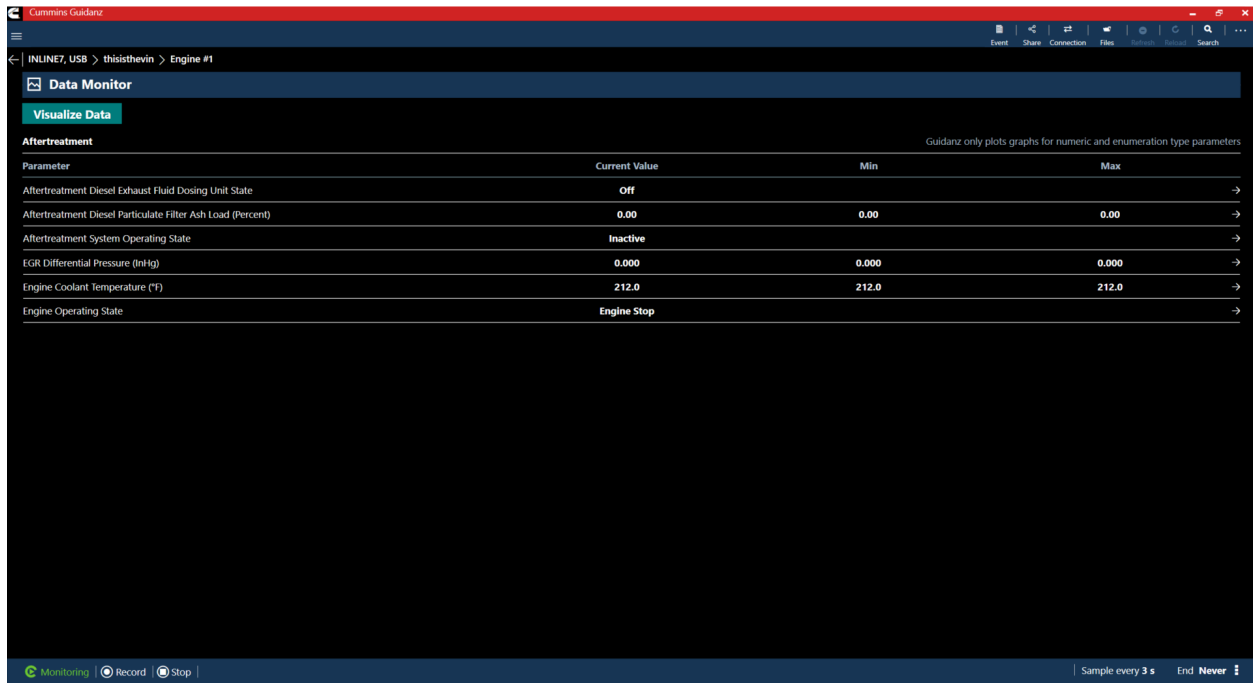 Cummins Guidanz
Event Share Connection Files Refresh Reload Search
INLINE7, USB > thisisthevin > Engine #1
Data Monitor
Visualize Data
Aftertreatment Guidanz only plots graphs for numeric and enumeration type parameters
Parameter Current Value Min Max
Aftertreatment Diesel Exhaust Fluid Dosing Unit State Off
Aftertreatment Diesel Particulate Filter Ash Load (Percent) 0.00 0.00 0.00
Aftertreatment System Operating State Inactive
EGR Differential Pressure (InHg) 0.000 0.000 0.000
Engine Coolant Temperature (°F) 212.0 212.0 212.0
Engine Operating State Engine Stop
Monitoring Record Stop Sample every 3 s End Never